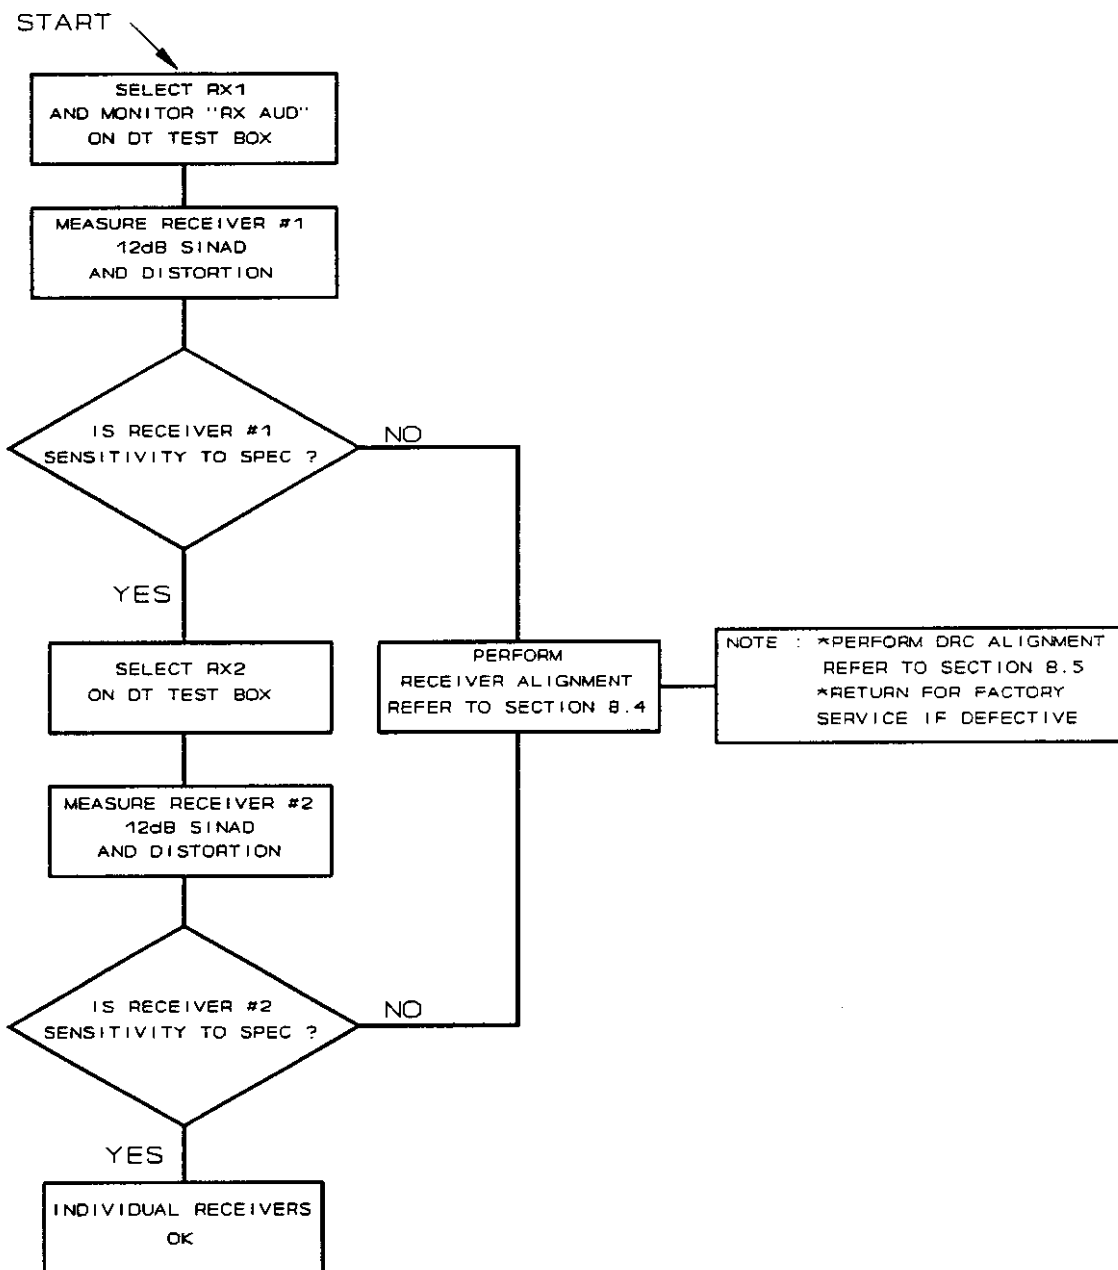 START
SELECT RX1
AND MONITOR "RX AUD"
ON DT TEST BOX
MEASURE RECEIVER #1
12dB SINAD
AND DISTORTION
IS RECEIVER #1
SENSITIVITY TO SPEC ?
NO
YES
SELECT RX2
ON DT TEST BOX
PERFORM
RECEIVER ALIGNMENT
REFER TO SECTION 8.4
NOTE : *PERFORM DRC ALIGNMENT
REFER TO SECTION 8.5
*RETURN FOR FACTORY
SERVICE IF DEFECTIVE
MEASURE RECEIVER #2
12dB SINAD
AND DISTORTION
IS RECEIVER #2
SENSITIVITY TO SPEC ?
NO
YES
INDIVIDUAL RECEIVERS
OK